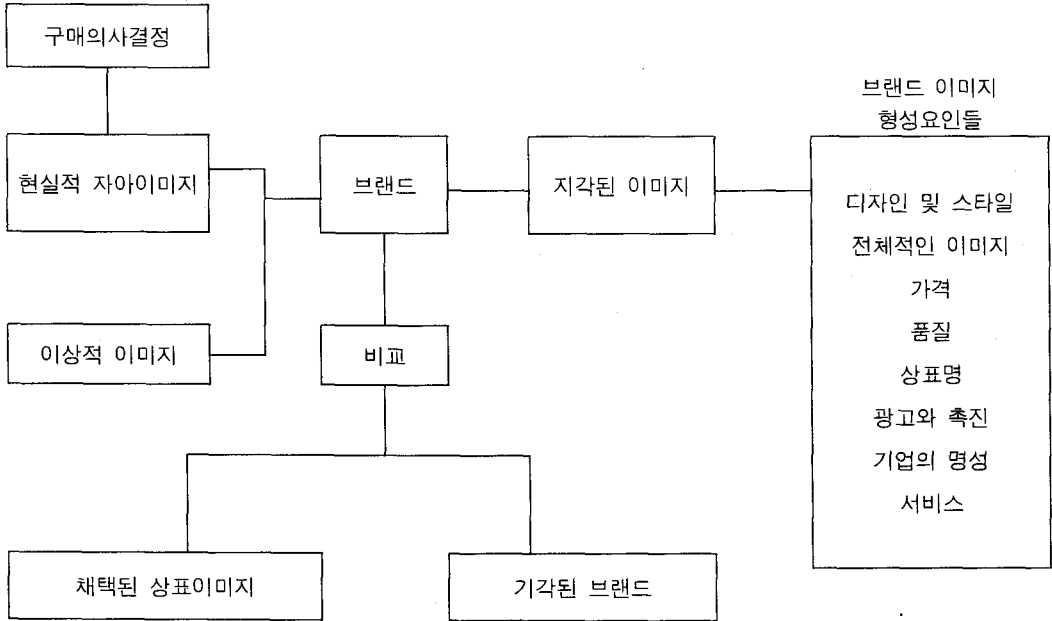 구매의사결정
브랜드 이미지
형성요인들
현실적 자아이미지
브랜드
지각된 이미지
디자인 및 스타일
전체적인 이미지
가격
품질
상표명
광고와 촉진
기업의 명성
서비스
이상적 이미지
비교
채택된 상표이미지
기각된 브랜드